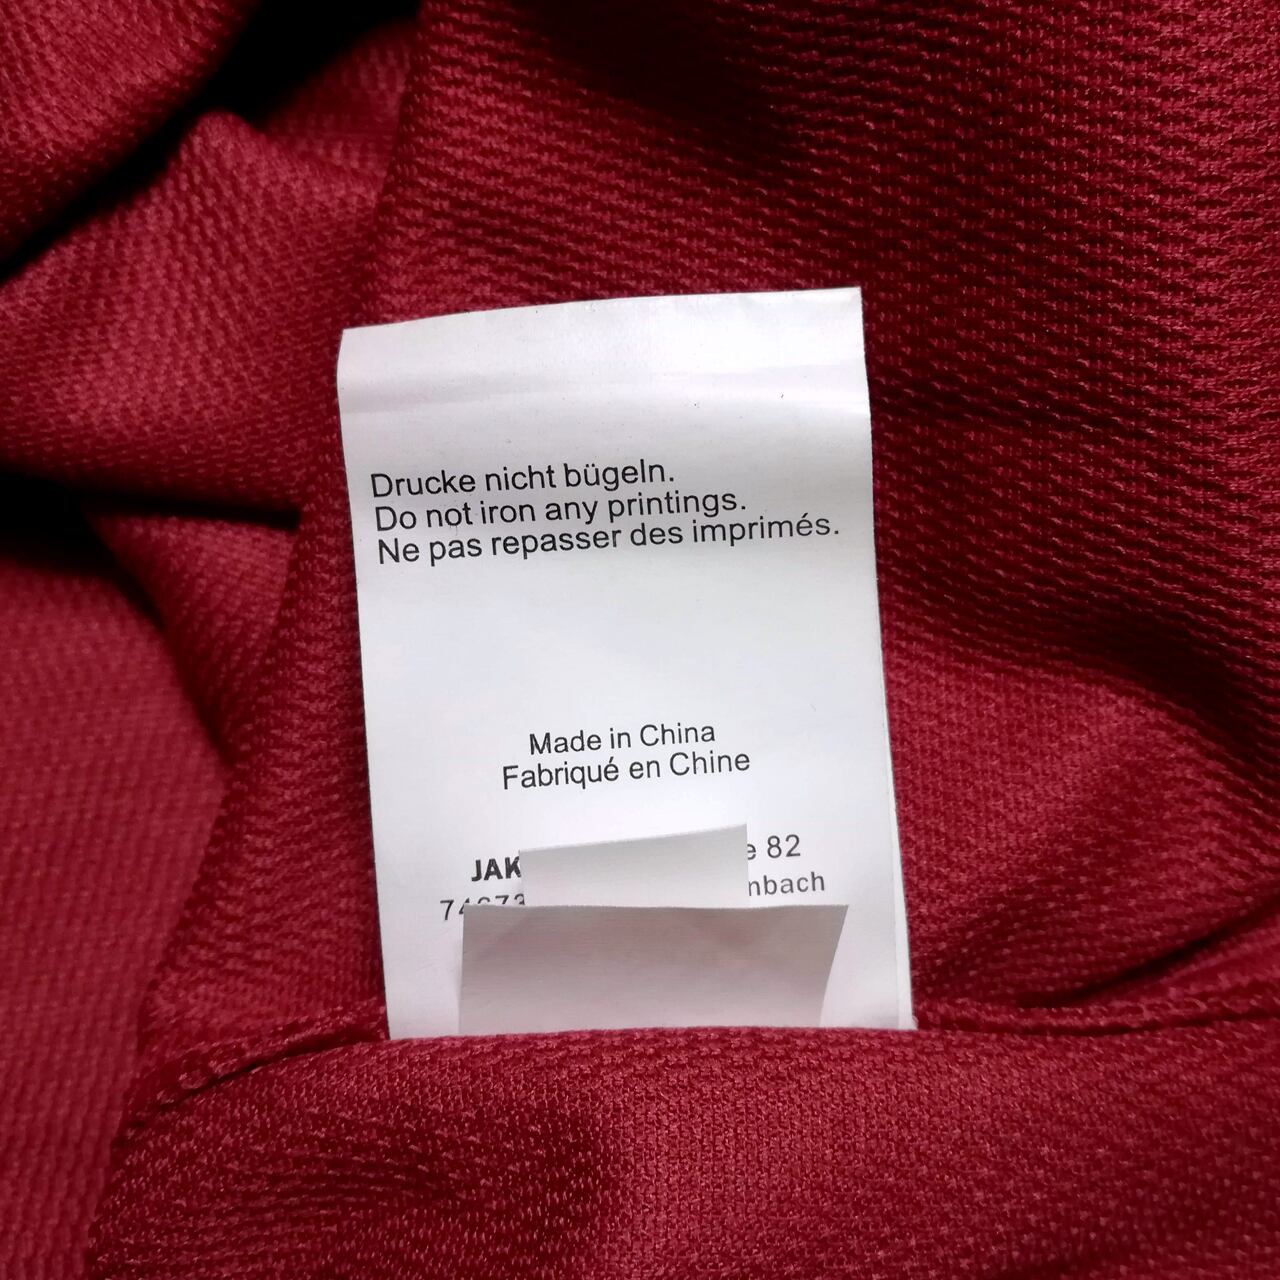 Drucke nicht bügeln.
Do not iron any printings.
Ne pas repasser des imprimés.
Made in China
Fabriqué en Chine
JAK 82
nbach